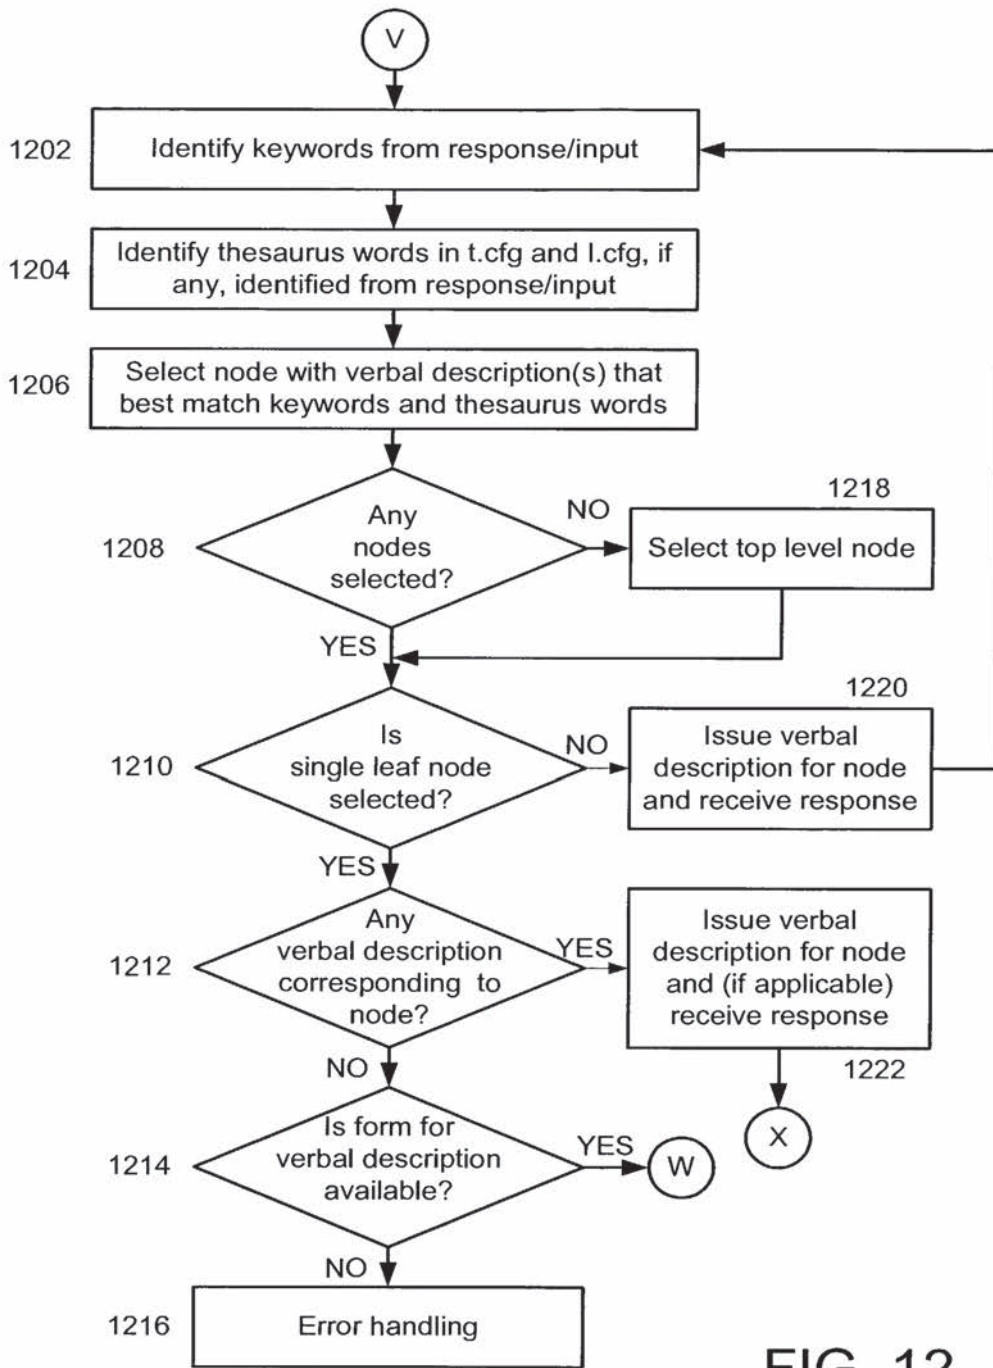 V
1202
Identify keywords from response/input
1204
Identify thesaurus words in t.cfg and l.cfg, if
any, identified from response/input
1206
Select node with verbal description(s) that
best match keywords and thesaurus words
1208
Any
nodes
selected?
NO
1218
Select top level node
YES
1210
Is
single leaf node
selected?
NO
1220
Issue verbal
description for node
and receive response
YES
1212
Any
verbal description
corresponding to
node?
YES
Issue verbal
description for node
and (if applicable)
receive response
1222
X
NO
1214
Is form for
verbal description
available?
YES
W
NO
1216
Error handling
FIG. 12